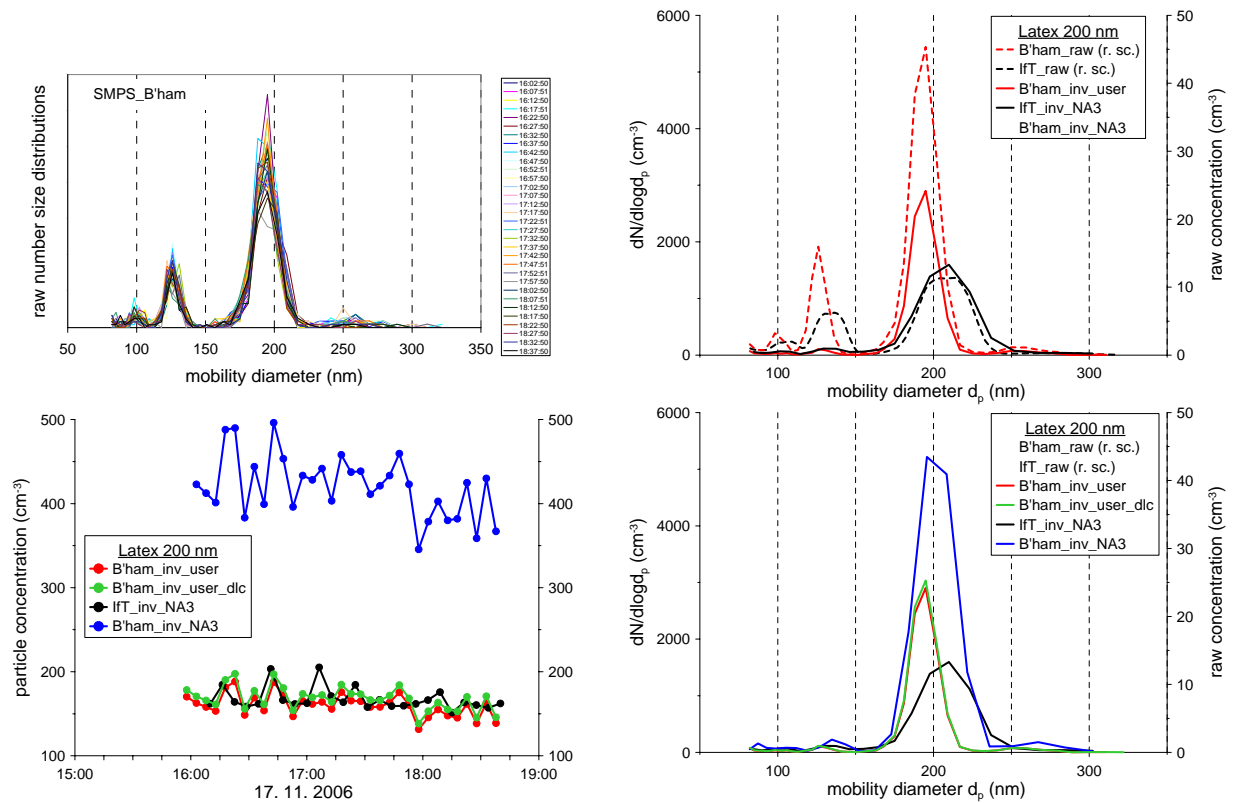 SMPS_B'ham
raw number size distributions
50 100 150 200 250 300 350
mobility diameter (nm)
16:02:50
16:07:51
16:12:50
16:17:51
16:22:50
16:27:50
16:32:50
16:37:50
16:42:50
16:47:50
16:52:51
16:57:50
17:02:50
17:07:50
17:12:50
17:17:50
17:22:51
17:27:50
17:32:50
17:37:50
17:42:50
17:47:51
17:52:51
17:57:50
18:02:50
18:07:51
18:12:50
18:17:50
18:22:50
18:27:50
18:32:50
18:37:50
6000
4000
2000
0
dN/dlogdp (cm-3)
50
40
30
20
10
0
raw concentration (cm-3)
Latex 200 nm
B'ham_raw (r. sc.)
IfT_raw (r. sc.)
B'ham_inv_user
IfT_inv_NA3
B'ham_inv_NA3
100 200 300
mobility diameter dp (nm)
500
400
300
200
100
particle concentration (cm-3)
500
400
300
200
100
Latex 200 nm
B'ham_inv_user
B'ham_inv_user_dlc
IfT_inv_NA3
B'ham_inv_NA3
15:00 16:00 17:00 18:00 19:00
17. 11. 2006
6000
4000
2000
0
dN/dlogdp (cm-3)
50
40
30
20
10
0
raw concentration (cm-3)
Latex 200 nm
B'ham_raw (r. sc.)
IfT_raw (r. sc.)
B'ham_inv_user
B'ham_inv_user_dlc
IfT_inv_NA3
B'ham_inv_NA3
100 200 300
mobility diameter dp (nm)